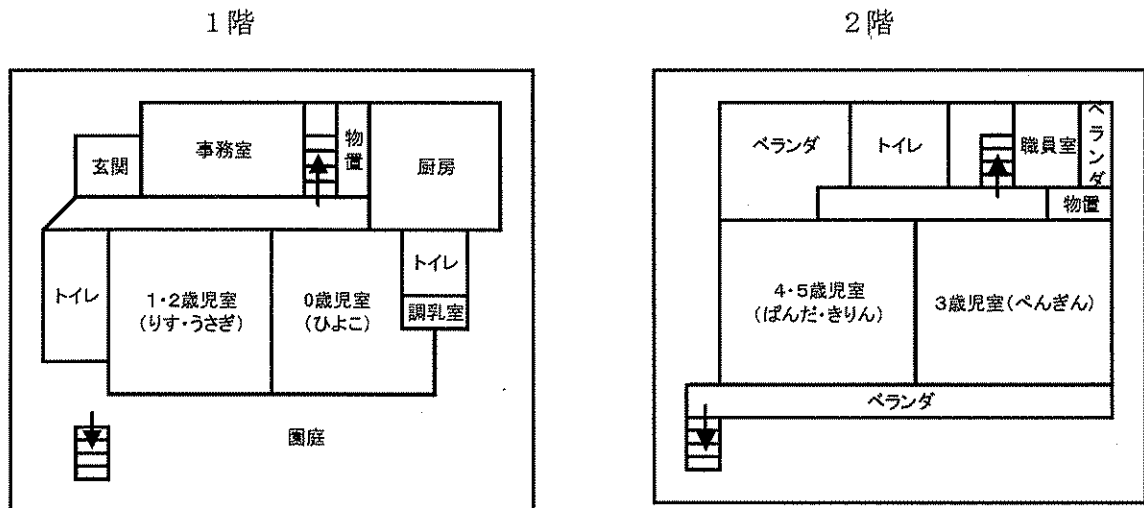 1階
玄関
事務室
物置
厨房
トイレ
1・2歳児室
(りす・うさぎ)
0歳児室
(ひよこ)
トイレ
調乳室
園庭
2階
ベランダ
トイレ
職員室
ベランダ
物置
4・5歳児室
(ぱんだ・きりん)
3歳児室(ぺんぎん)
ベランダ